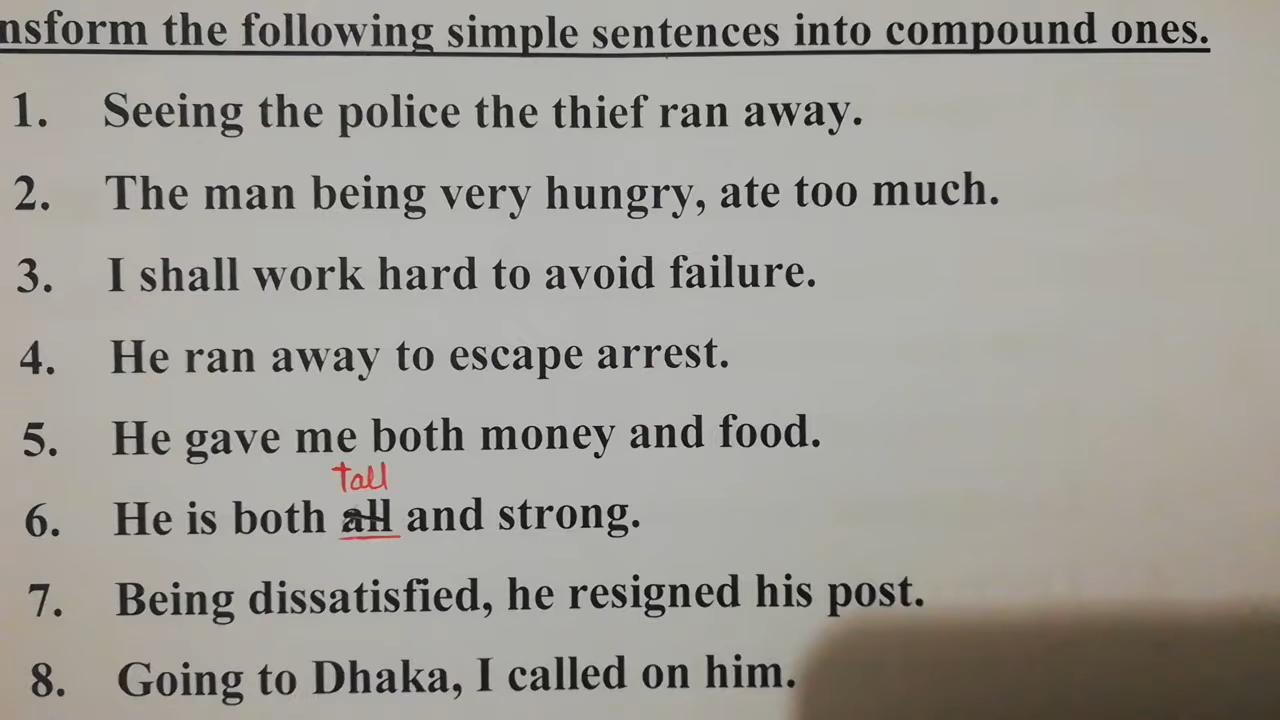 nsform the following simple sentences into compound ones.
1. Seeing the police the thief ran away.
2. The man being very hungry, ate too much.
3. I shall work hard to avoid failure.
4. He ran away to escape arrest.
5. He gave me both money and food.
tall
6. He is both all and strong.
7. Being dissatisfied, he resigned his post.
8. Going to Dhaka, I called on him.